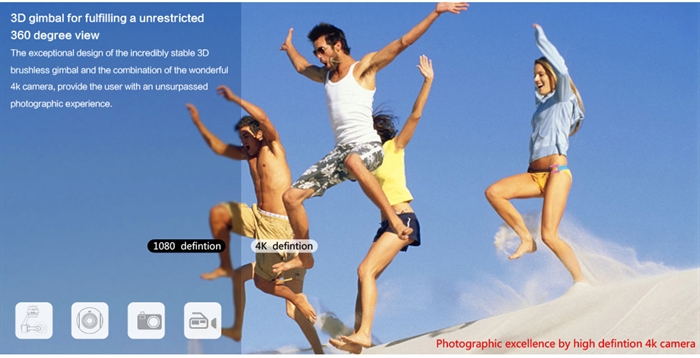 3D gimbal for fulfilling a unrestricted
360 degree view
The exceptional design of the incredibly stable 3D
brushless gimbal and the combination of the wonderful
4k camera, provide the user with an unsurpassed
photographic experience.
1080 defintion
4K defintion
Photographic excellence by high defintion 4k camera